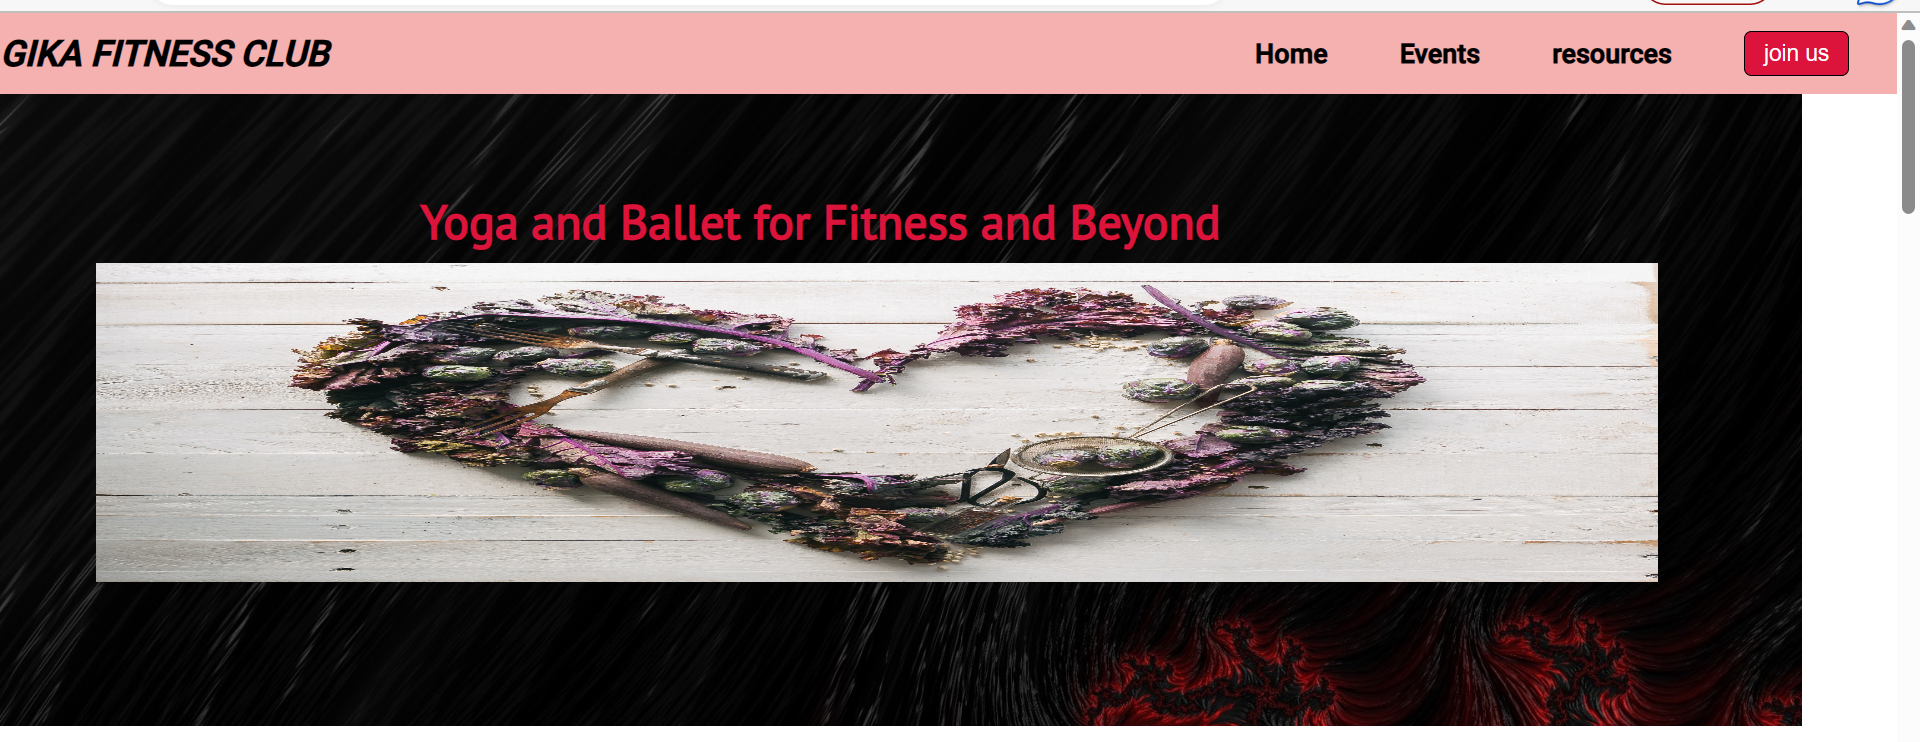 GIKA FITNESS CLUB
Home Events resources join us
Yoga and Ballet for Fitness and Beyond